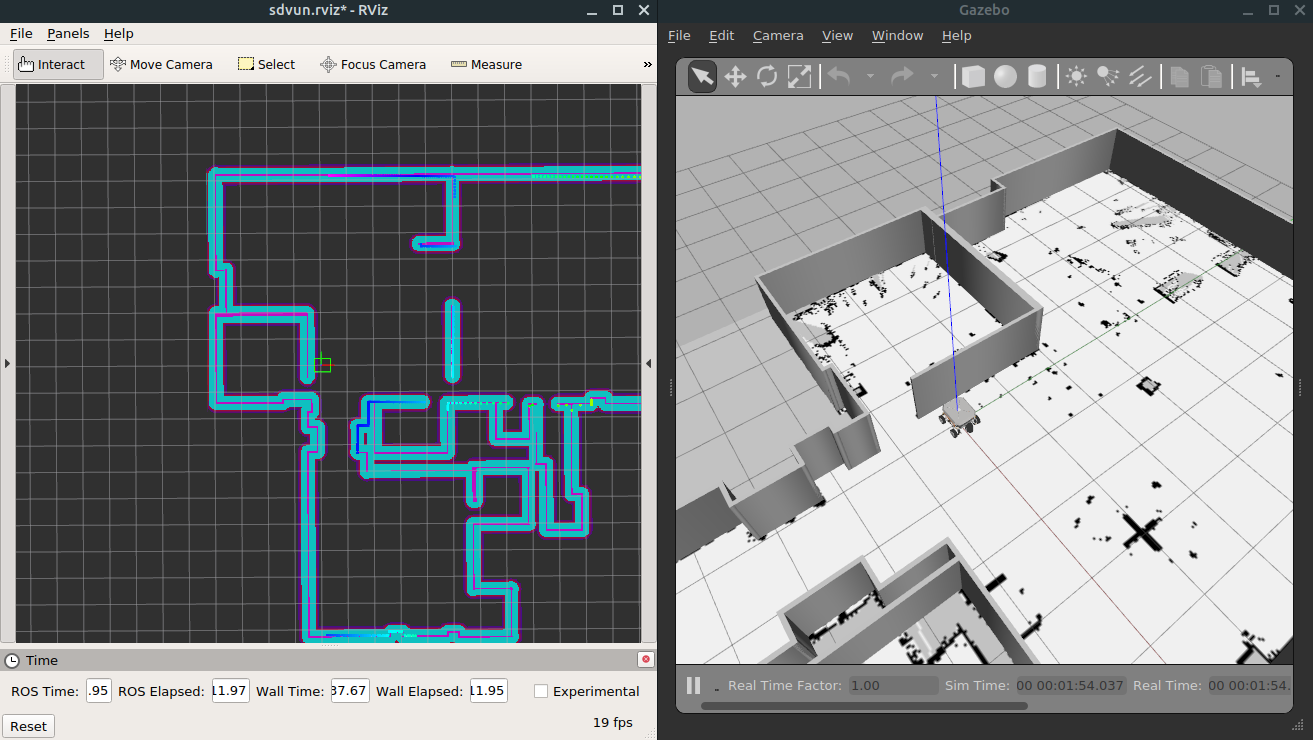 sdvun.rviz* - RViz
File Panels Help
Interact Move Camera Select Focus Camera Measure »
Time
ROS Time: .95 ROS Elapsed: 11.97 Wall Time: 37.67 Wall Elapsed: 11.95 Experimental
Reset 19 fps
Gazebo
File Edit Camera View Window Help
Real Time Factor: 1.00 Sim Time: 00 00:01:54.037 Real Time: 00 00:01:54.